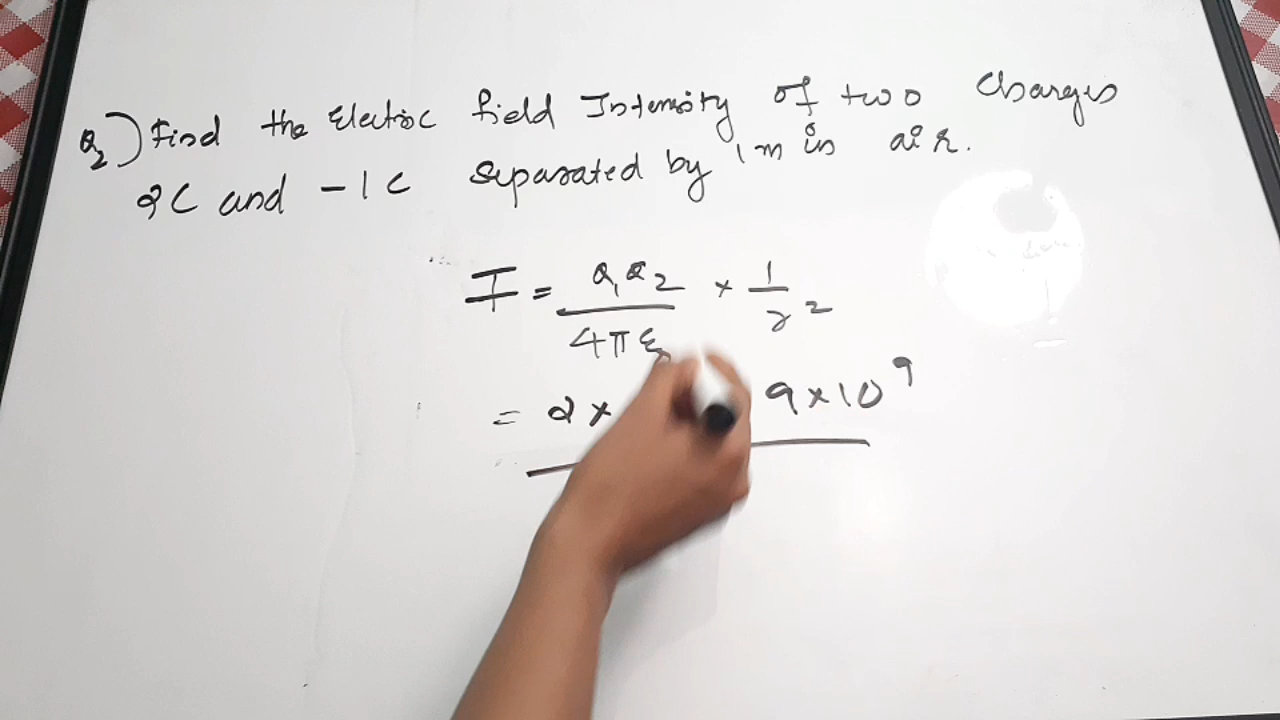 Q2) Find the Electric field Intensity of two charges
2C and -1C separated by 1m in air.
I = Q1Q2 / 4πε × 1 / r²
= 2 × 9×10⁹